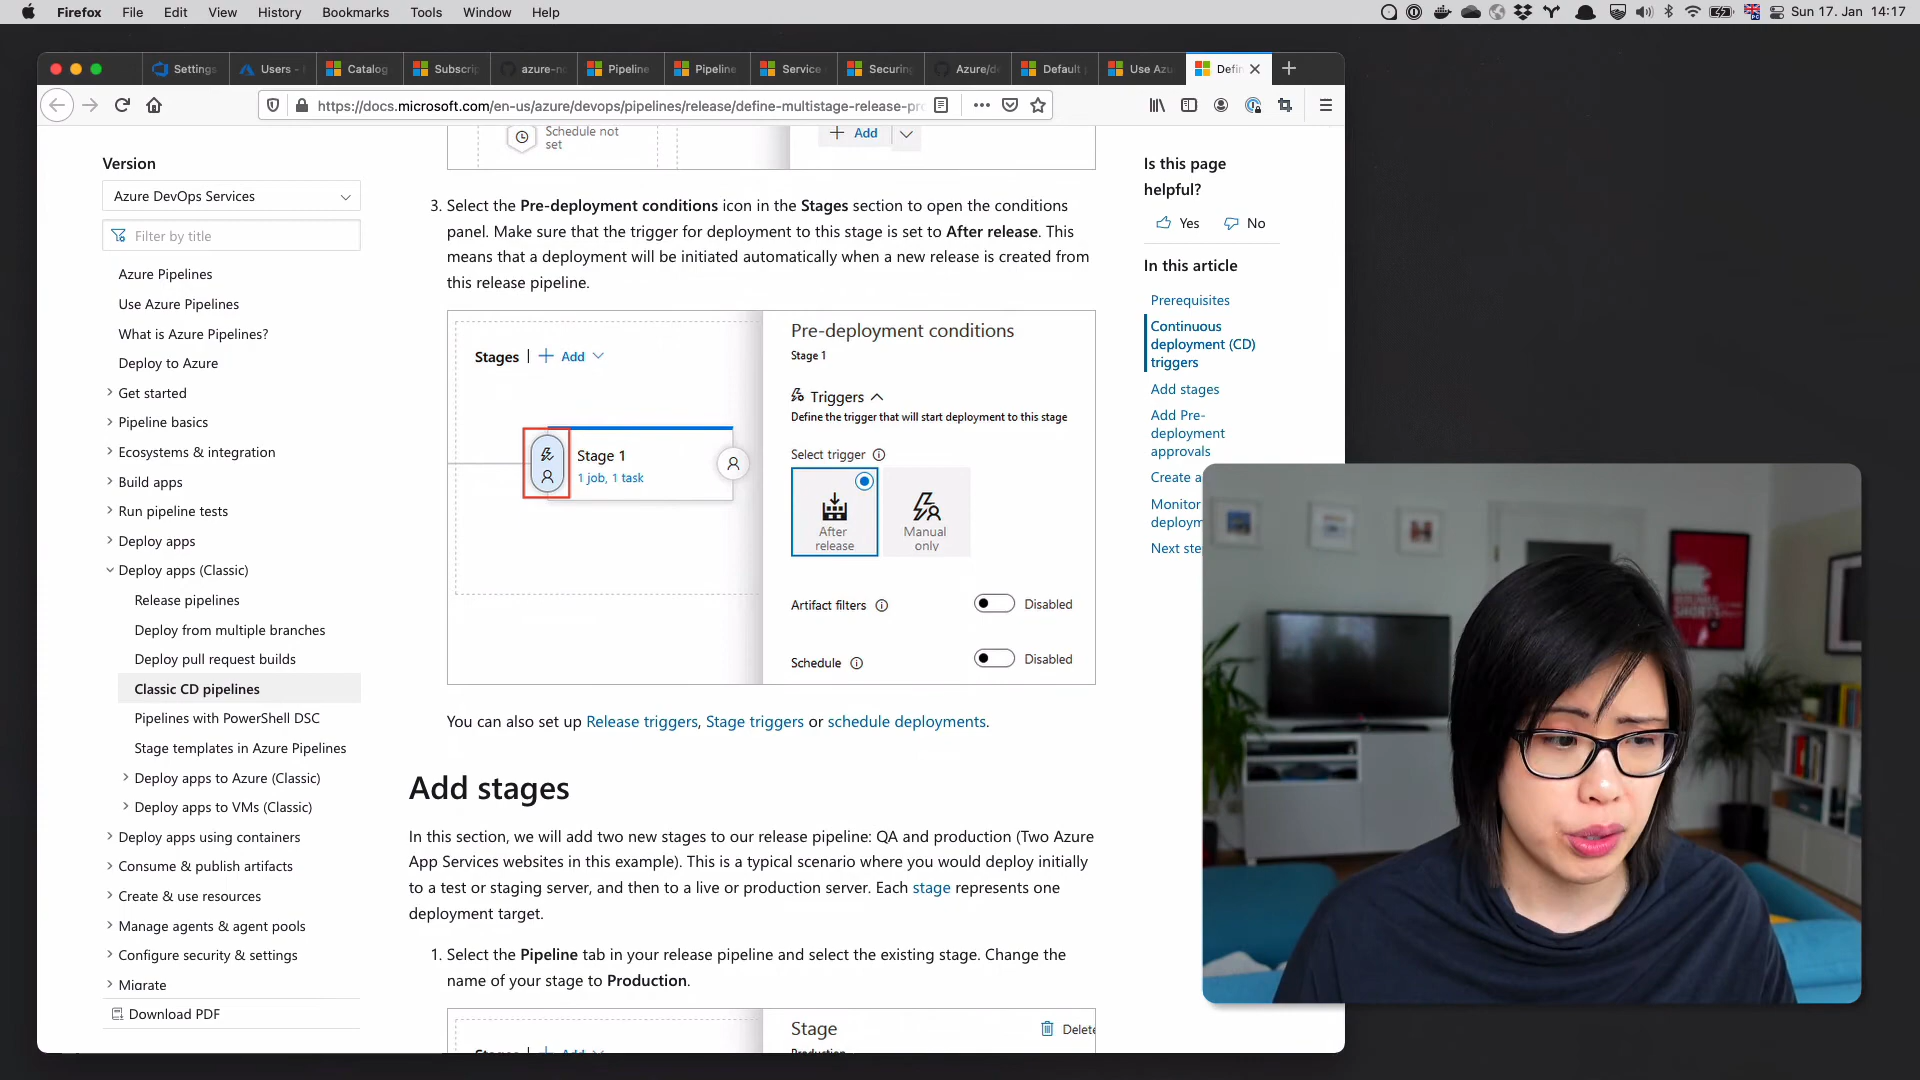 Firefox File Edit View History Bookmarks Tools Window Help
Sun 17. Jan 14:17
Settings Users - Catalog Subscrip azure-no Pipeline Pipeline Service Securing Azure/de Default Use Azu Defin
https://docs.microsoft.com/en-us/azure/devops/pipelines/release/define-multistage-release-pro
Version
Azure DevOps Services
Filter by title
Azure Pipelines
Use Azure Pipelines
What is Azure Pipelines?
Deploy to Azure
Get started
Pipeline basics
Ecosystems & integration
Build apps
Run pipeline tests
Deploy apps
Deploy apps (Classic)
Release pipelines
Deploy from multiple branches
Deploy pull request builds
Classic CD pipelines
Pipelines with PowerShell DSC
Stage templates in Azure Pipelines
Deploy apps to Azure (Classic)
Deploy apps to VMs (Classic)
Deploy apps using containers
Consume & publish artifacts
Create & use resources
Manage agents & agent pools
Configure security & settings
Migrate
Download PDF
Schedule not
set
Add
3. Select the Pre-deployment conditions icon in the Stages section to open the conditions
panel. Make sure that the trigger for deployment to this stage is set to After release. This
means that a deployment will be initiated automatically when a new release is created from
this release pipeline.
Stages | Add
Stage 1
1 job, 1 task
Pre-deployment conditions
Stage 1
Triggers
Define the trigger that will start deployment to this stage
Select trigger
After
release
Manual
only
Artifact filters Disabled
Schedule Disabled
You can also set up Release triggers, Stage triggers or schedule deployments.
Add stages
In this section, we will add two new stages to our release pipeline: QA and production (Two Azure
App Services websites in this example). This is a typical scenario where you would deploy initially
to a test or staging server, and then to a live or production server. Each stage represents one
deployment target.
1. Select the Pipeline tab in your release pipeline and select the existing stage. Change the
name of your stage to Production.
Stages Add
Stage
Delete
Production
Is this page
helpful?
Yes No
In this article
Prerequisites
Continuous
deployment (CD)
triggers
Add stages
Add Pre-
deployment
approvals
Create a
Monitor
deploym
Next ste
SHORTS